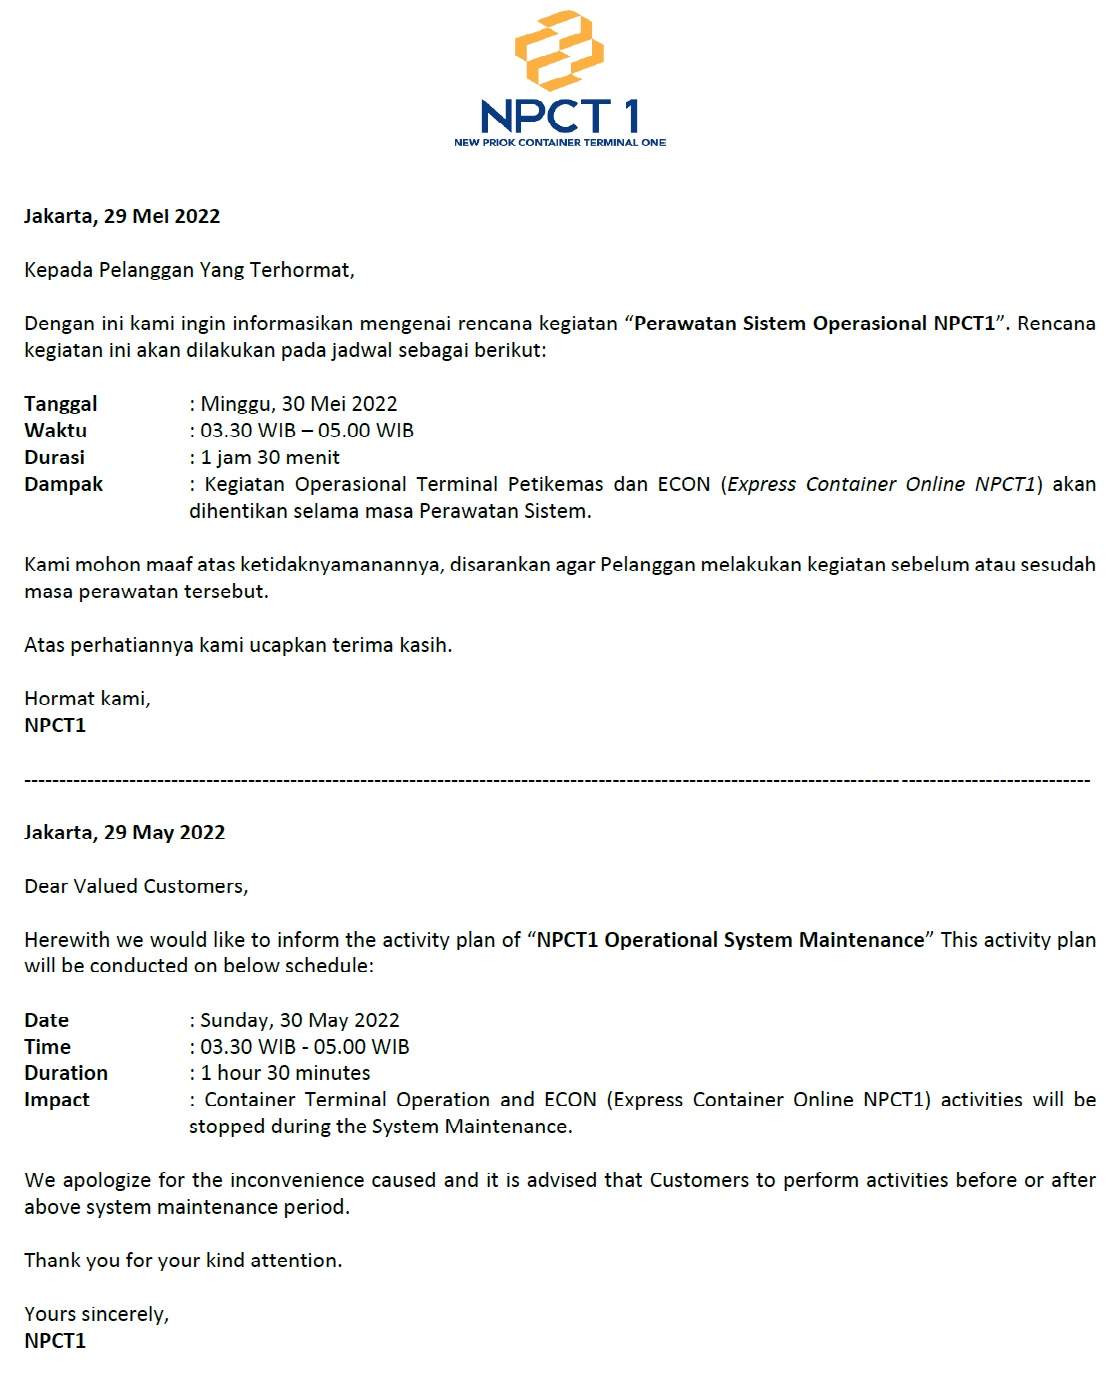 NPCT 1
NEW PRIOK CONTAINER TERMINAL ONE
Jakarta, 29 MeI 2022
Kepada Pelanggan Yang Terhormat,
Dengan ini kami ingin informasikan mengenai rencana kegiatan “Perawatan Sistem Operasional NPCT1”. Rencana
kegiatan ini akan dilakukan pada jadwal sebagai berikut:
Tanggal : Minggu, 30 Mei 2022
Waktu : 03.30 WIB – 05.00 WIB
Durasi : 1 jam 30 menit
Dampak : Kegiatan Operasional Terminal Petikemas dan ECON (Express Container Online NPCT1) akan
dihentikan selama masa Perawatan Sistem.
Kami mohon maaf atas ketidaknyamanannya, disarankan agar Pelanggan melakukan kegiatan sebelum atau sesudah
masa perawatan tersebut.
Atas perhatiannya kami ucapkan terima kasih.
Hormat kami,
NPCT1
Jakarta, 29 May 2022
Dear Valued Customers,
Herewith we would like to inform the activity plan of “NPCT1 Operational System Maintenance” This activity plan
will be conducted on below schedule:
Date : Sunday, 30 May 2022
Time : 03.30 WIB - 05.00 WIB
Duration : 1 hour 30 minutes
Impact : Container Terminal Operation and ECON (Express Container Online NPCT1) activities will be
stopped during the System Maintenance.
We apologize for the inconvenience caused and it is advised that Customers to perform activities before or after
above system maintenance period.
Thank you for your kind attention.
Yours sincerely,
NPCT1